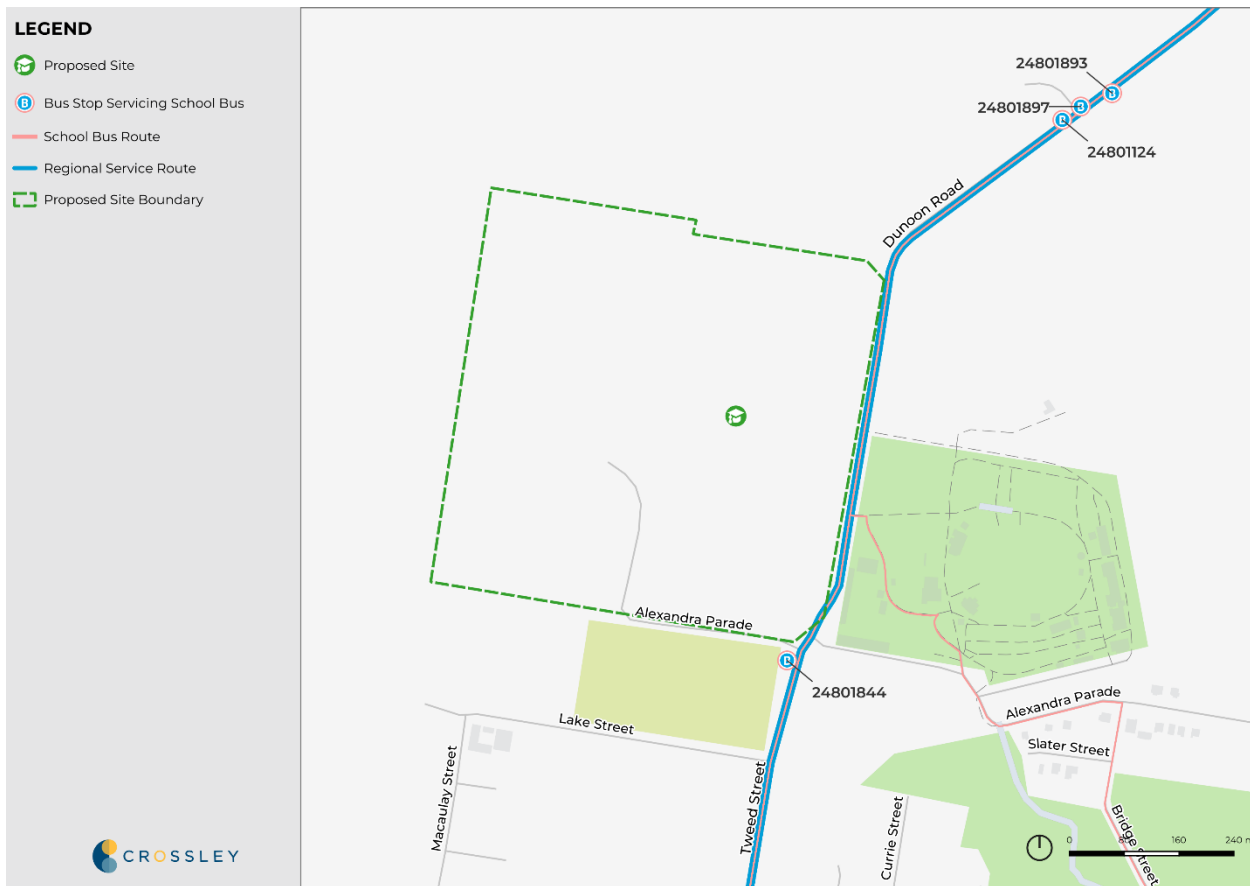 LEGEND
Proposed Site
Bus Stop Servicing School Bus
School Bus Route
Regional Service Route
Proposed Site Boundary
24801893
24801897
24801124
Dunoon Road
Alexandra Parade
24801844
Lake Street
Alexandra Parade
Slater Street
Macaulay Street
Tweed Street
Currie Street
Bridge Street
0 80 160 240 m
CROSSLEY